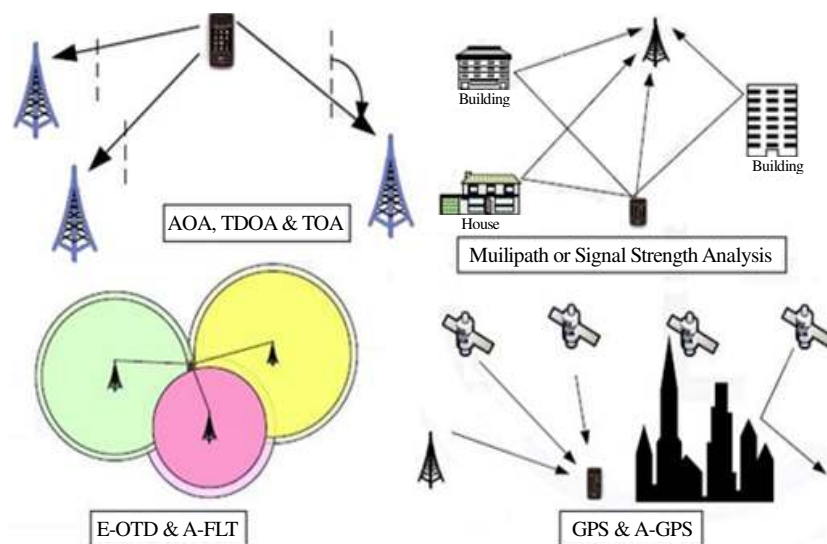 Building
Building
House
AOA, TDOA & TOA
Muilipath or Signal Strength Analysis
E-OTD & A-FLT
GPS & A-GPS